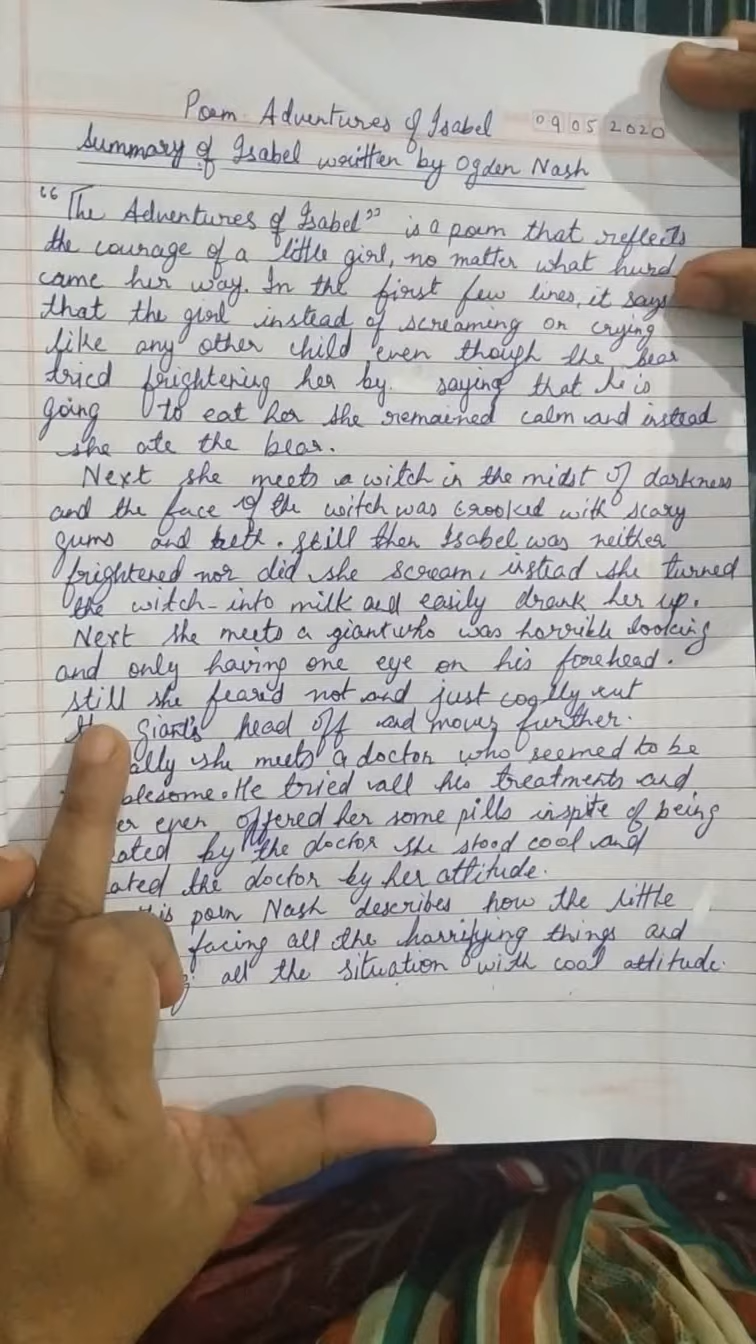 Poem Adventures of Isabel 09 05 2020
Summary of Isabel written by Ogden Nash
"The Adventures of Isabel" is a poem that reflects
the courage of a little girl, no matter what
came her way. In the first few lines, it says
that the girl instead of screaming or crying
like any other child even though the bear
tried frightening her by. saying that he is
going to eat her she remained calm and instead
she ate the bear.
Next she meets a witch in the midst of darkness
and the face of the witch was crooked with scary
gums and teeth. Still then Isabel was neither
frightened nor did she scream, instead she turned
the witch into milk and easily drank her up.
Next she meets a giant who was horrible looking
and only having one eye on his forehead.
still she feared not and just coolly cut
giant's head off and moves further.
she meets a doctor who seemed to be
He tried all his treatments and
even offered her some pills inspite of being
by the doctor she stood cool and
the doctor by her attitude.
poem Nash describes how the little
facing all the horrifying things and
all the situation with cool attitude.